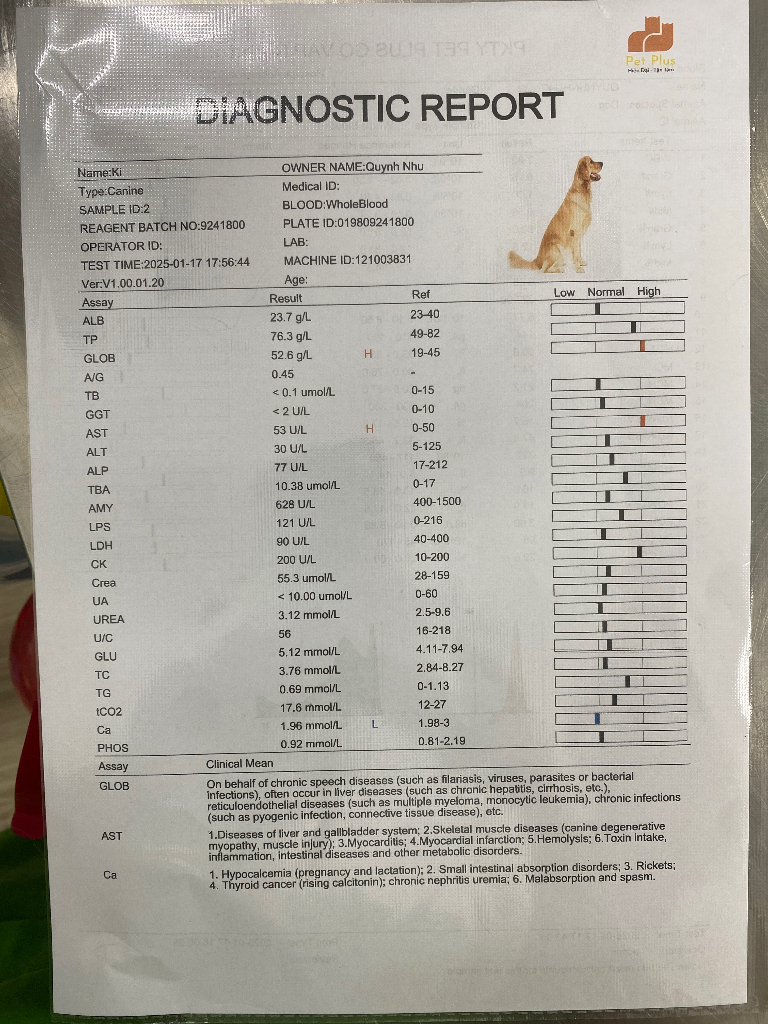 Pet Plus
DIAGNOSTIC REPORT
Name:Ki OWNER NAME:Quynh Nhu
Type:Canine Medical ID:
SAMPLE ID:2 BLOOD:WholeBlood
REAGENT BATCH NO:9241800 PLATE ID:019809241800
OPERATOR ID: LAB:
TEST TIME:2025-01-17 17:56:44 MACHINE ID:121003831
Ver:V1.00.01.20 Age:
Assay Result Ref Low Normal High
ALB 23.7 g/L 23-40
TP 76.3 g/L 49-82
GLOB 52.6 g/L H 19-45
A/G 0.45 -
TB < 0.1 umol/L 0-15
GGT < 2 U/L 0-10
AST 53 U/L H 0-50
ALT 30 U/L 5-125
ALP 77 U/L 17-212
TBA 10.38 umol/L 0-17
AMY 628 U/L 400-1500
LPS 121 U/L 0-216
LDH 90 U/L 40-400
CK 200 U/L 10-200
Crea 55.3 umol/L 28-159
UA < 10.00 umol/L 0-60
UREA 3.12 mmol/L 2.5-9.6
U/C 56 16-218
GLU 5.12 mmol/L 4.11-7.94
TC 3.76 mmol/L 2.84-8.27
TG 0.69 mmol/L 0-1.13
tCO2 17.6 mmol/L 12-27
Ca 1.96 mmol/L L 1.98-3
PHOS 0.92 mmol/L 0.81-2.19
Assay Clinical Mean
GLOB On behalf of chronic speech diseases (such as filariasis, viruses, parasites or bacterial
infections), often occur in liver diseases (such as chronic hepatitis, cirrhosis, etc.),
reticuloendothelial diseases (such as multiple myeloma, monocytic leukemia), chronic infections
(such as pyogenic infection, connective tissue disease), etc.
AST 1.Diseases of liver and gallbladder system; 2.Skeletal muscle diseases (canine degenerative
myopathy, muscle injury); 3.Myocarditis; 4.Myocardial infarction; 5.Hemolysis; 6.Toxin intake,
inflammation, intestinal diseases and other metabolic disorders.
Ca 1. Hypocalcemia (pregnancy and lactation); 2. Small intestinal absorption disorders; 3. Rickets;
4. Thyroid cancer (rising calcitonin); chronic nephritis uremia; 6. Malabsorption and spasm.